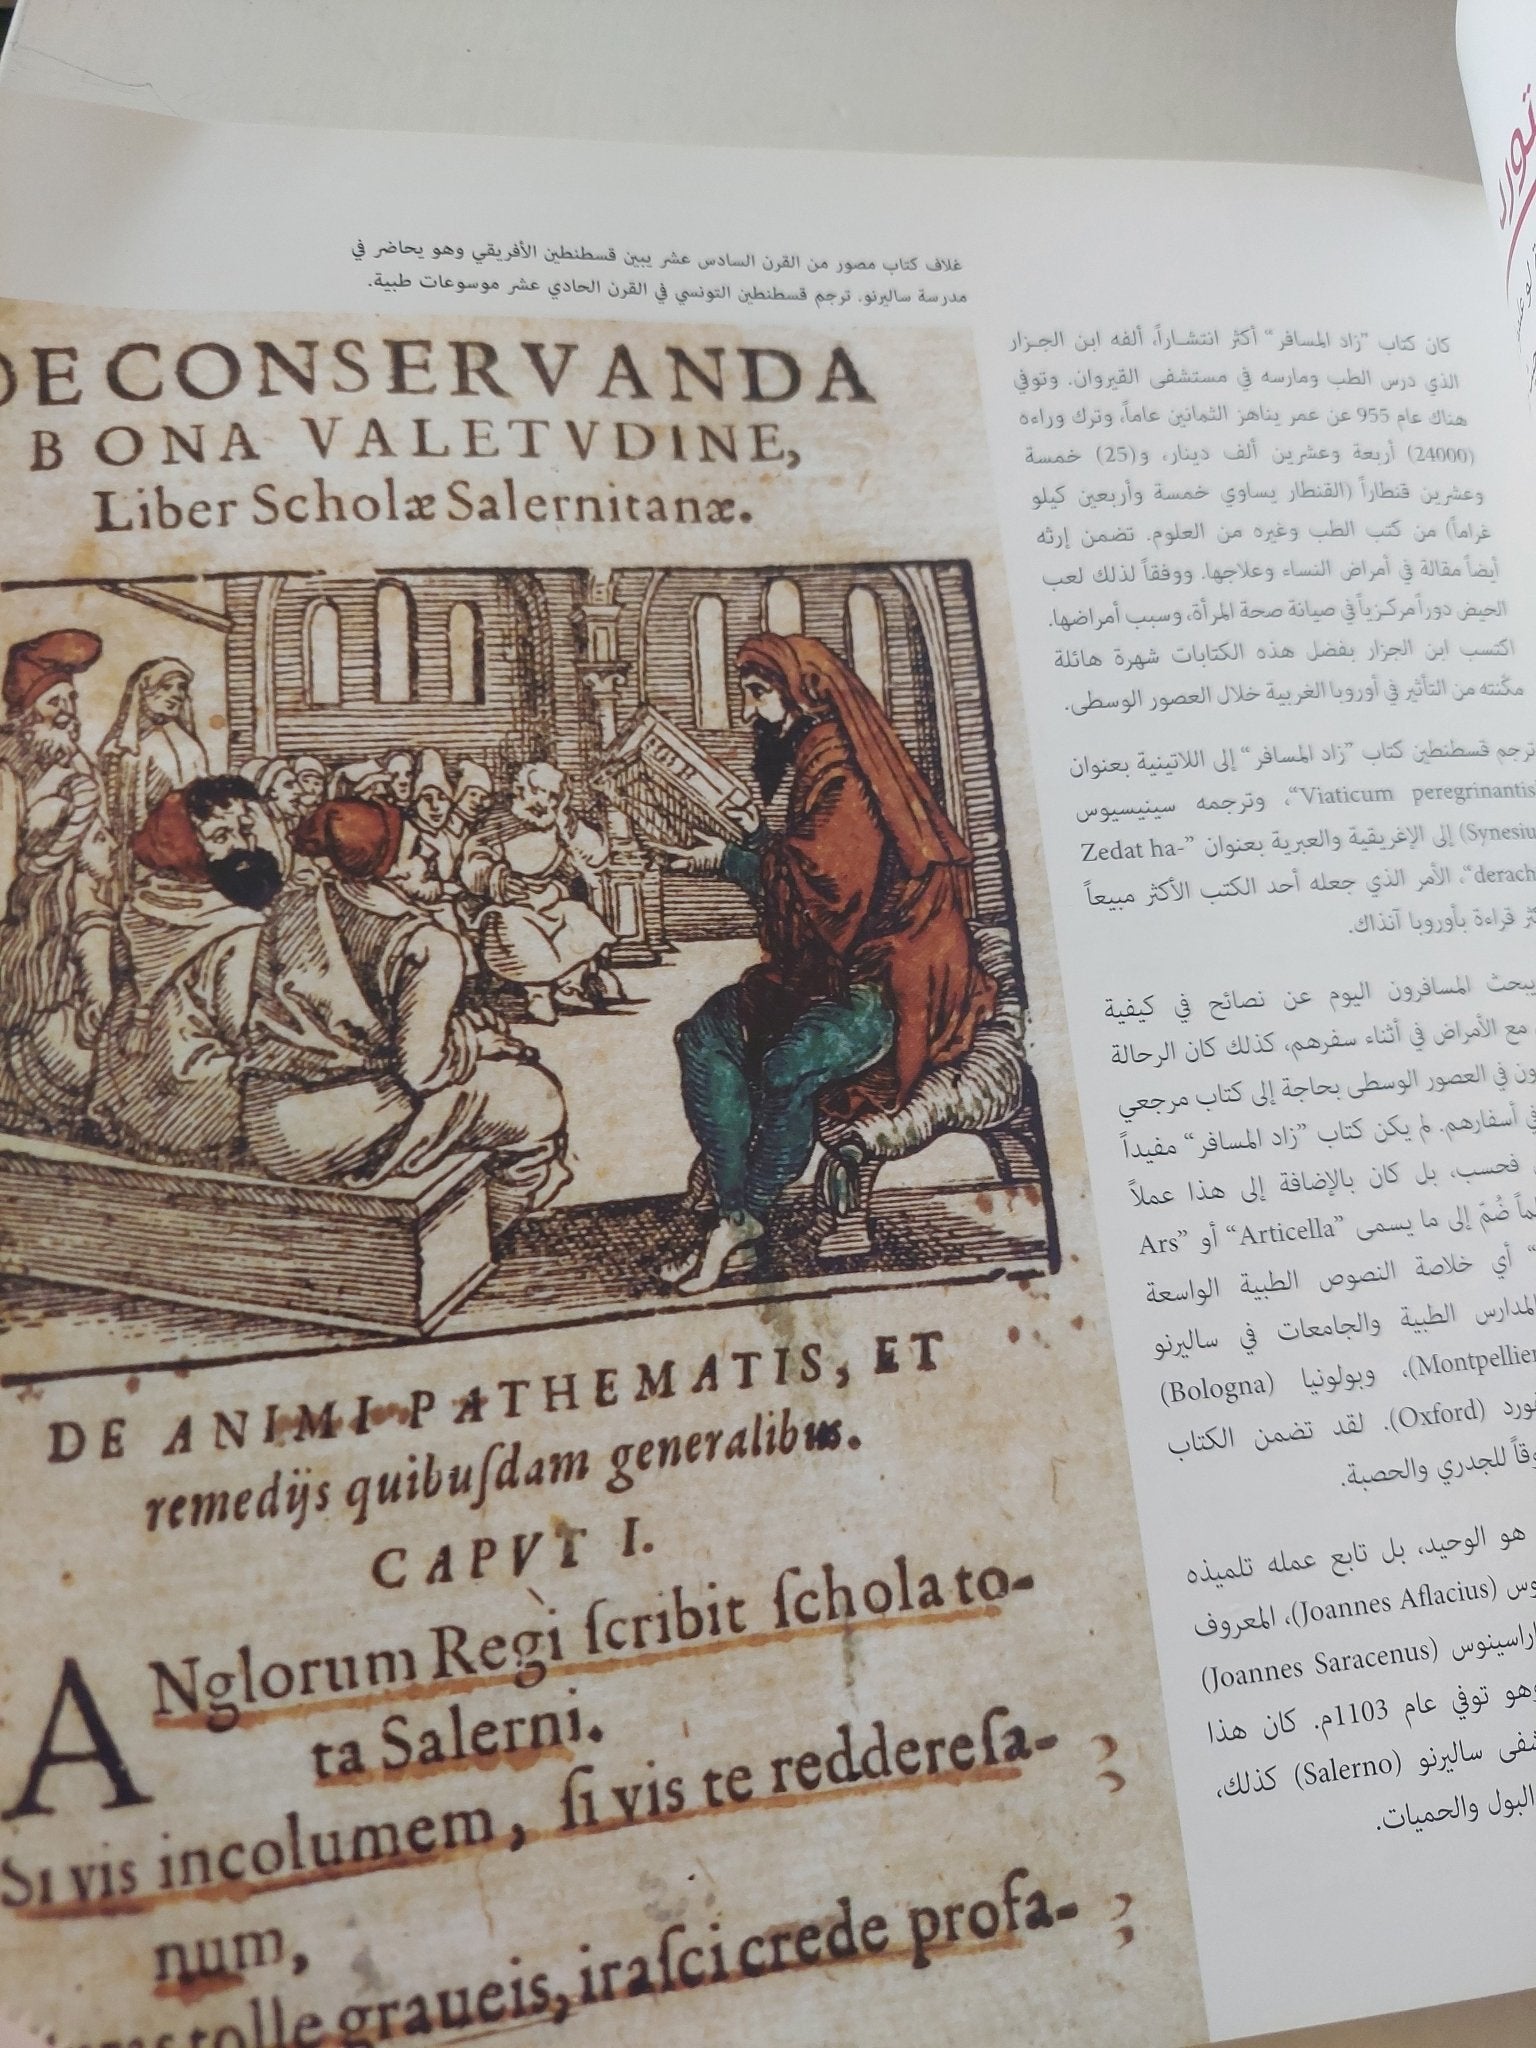 غلاف كتاب مصور من القرن السادس عشر يبين قسطنطين الأفريقي وهو يحاضر في
مدرسة ساليرنو. ترجم قسطنطين التونسي في القرن الحادي عشر موسوعات طبية.
DE CONSERVANDA
BONA VALETVDINE,
Liber Scholæ Salernitanæ.
DE ANIMI PATHEMATIS, ET
remedijs quibuſdam generalibus.
CAPVT I.
ANglorum Regi ſcribit ſchola to-
ta Salerni.
Si vis incolumem, ſi vis te reddere ſa-
num,
tolle graueis, iraſci crede profa-
كان كتاب ”زاد المسافر“ أكثر انتشاراً، ألفه ابن الجزار
الذي درس الطب ومارسه في مستشفى القيروان. وتوفي
هناك عام 955 عن عمر يناهز الثمانين عاماً، وترك وراءه
(24000) أربعة وعشرين ألف دينار، و(25) خمسة
وعشرين قنطاراً (القنطار يساوي خمسة وأربعين كيلو
غراماً) من كتب الطب وغيره من العلوم. تضمن إرثه
أيضاً مقالة في أمراض النساء وعلاجها. ووفقاً لذلك لعب
الحيض دوراً مركزياً في صيانة صحة المرأة، وسبب أمراضها.
اكتسب ابن الجزار بفضل هذه الكتابات شهرة هائلة
مكّنته من التأثير في أوروبا الغربية خلال العصور الوسطى.
ترجم قسطنطين كتاب ”زاد المسافر“ إلى اللاتينية بعنوان
Viaticum peregrinantis“، وترجمه سينيسيوس
(Synesiu إلى الإغريقية والعبرية بعنوان ”Zedat ha-
derach“، الأمر الذي جعله أحد الكتب الأكثر مبيعاً
قراءة بأوروبا آنذاك.
يبحث المسافرون اليوم عن نصائح في كيفية
مع الأمراض في أثناء سفرهم، كذلك كان الرحالة
في العصور الوسطى بحاجة إلى كتاب مرجعي
في أسفارهم. لم يكن كتاب ”زاد المسافر“ مفيداً
فحسب، بل كان بالإضافة إلى هذا عملاً
ضُمّ إلى ما يسمى ”Articella“ أو ”Ars
“ أي خلاصة النصوص الطبية الواسعة
المدارس الطبية والجامعات في ساليرنو
Montpellier)، وبولونيا (Bologna)
(Oxford). لقد تضمن الكتاب
للجدري والحصبة.
هو الوحيد، بل تابع عمله تلميذه
(Joannes Aflacius)، المعروف
(Joannes Saracenus)
وهو توفي عام 1103م. كان هذا
ساليرنو (Salerno) كذلك،
البول والحميات.